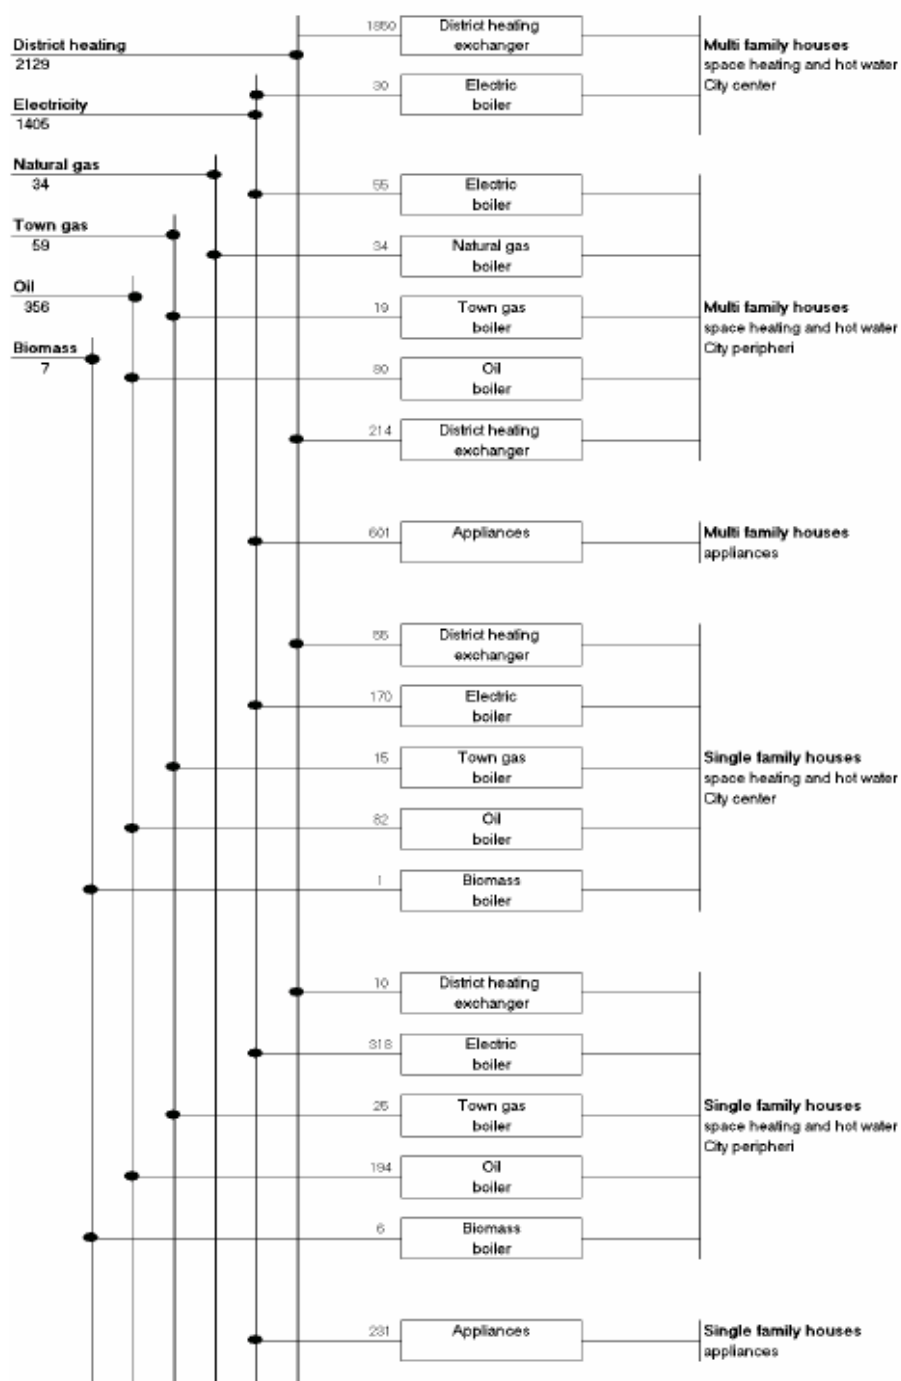 District heating
2129
Electricity
1405
Natural gas
34
Town gas
59
Oil
356
Biomass
7
1850
District heating
exchanger
30
Electric
boiler
Multi family houses
space heating and hot water
City center
55
Electric
boiler
34
Natural gas
boiler
19
Town gas
boiler
80
Oil
boiler
214
District heating
exchanger
Multi family houses
space heating and hot water
City peripheri
601
Appliances
Multi family houses
appliances
55
District heating
exchanger
170
Electric
boiler
15
Town gas
boiler
82
Oil
boiler
1
Biomass
boiler
Single family houses
space heating and hot water
City center
10
District heating
exchanger
318
Electric
boiler
25
Town gas
boiler
194
Oil
boiler
6
Biomass
boiler
Single family houses
space heating and hot water
City peripheri
231
Appliances
Single family houses
appliances